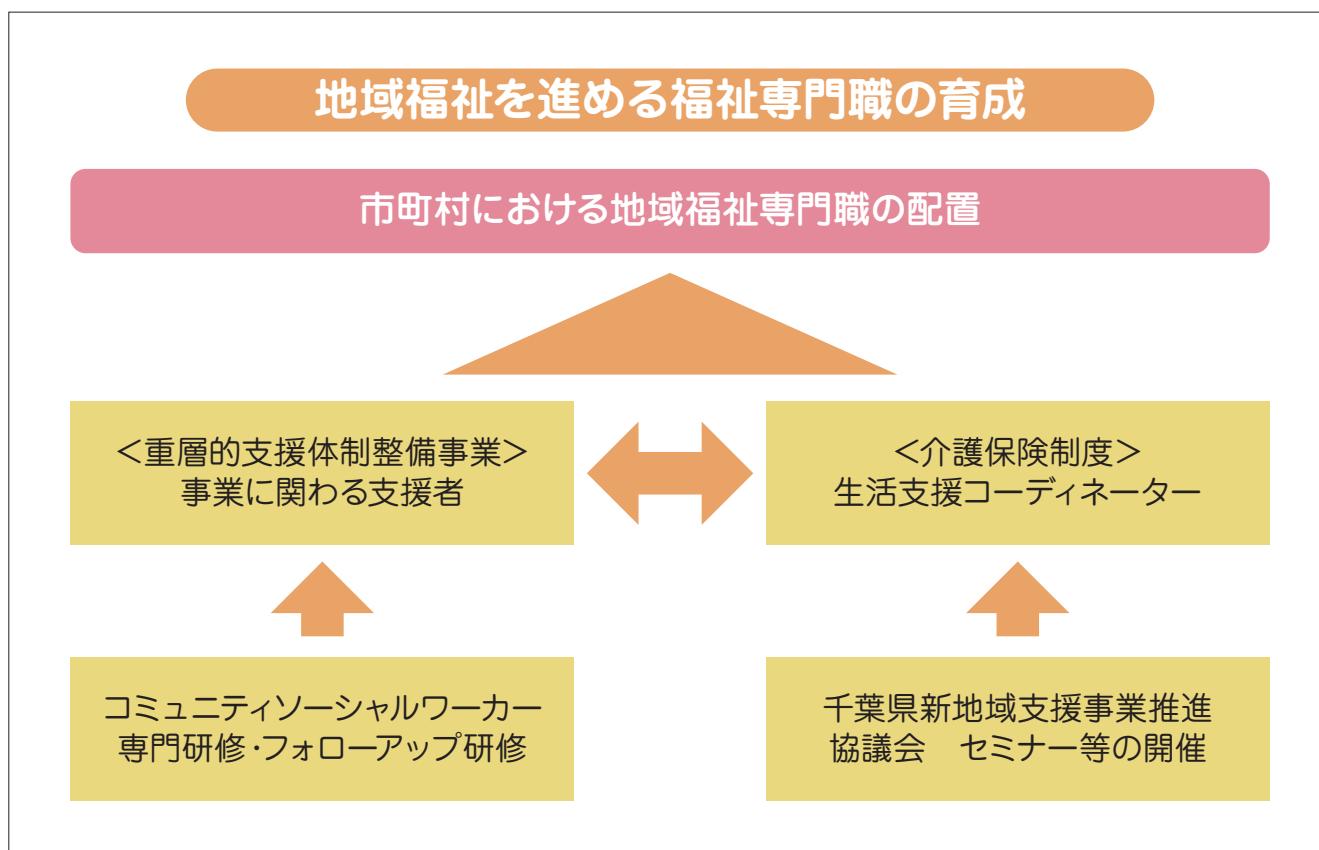 地域福祉を進める福祉専門職の育成
市町村における地域福祉専門職の配置
＜重層的支援体制整備事業＞
事業に関わる支援者
＜介護保険制度＞
生活支援コーディネーター
コミュニティソーシャルワーカー
専門研修・フォローアップ研修
千葉県新地域支援事業推進
協議会　セミナー等の開催